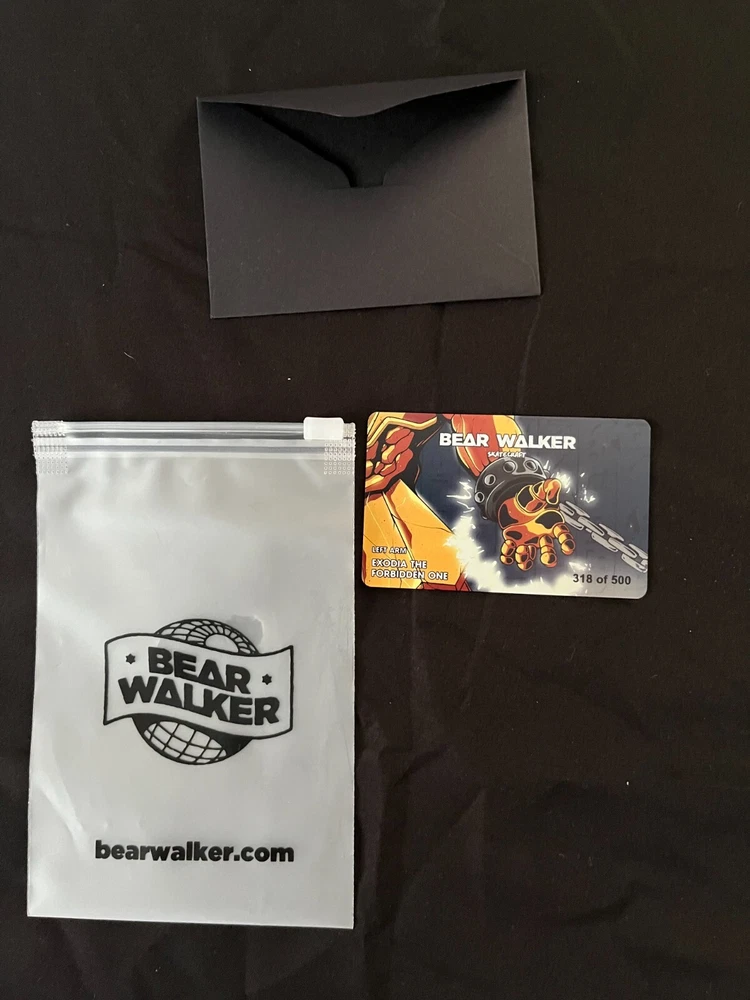 BEAR WALKER
SKATECRAFT
LEFT ARM
EXODIA THE
FORBIDDEN ONE
318 of 500
BEAR
WALKER
bearwalker.com